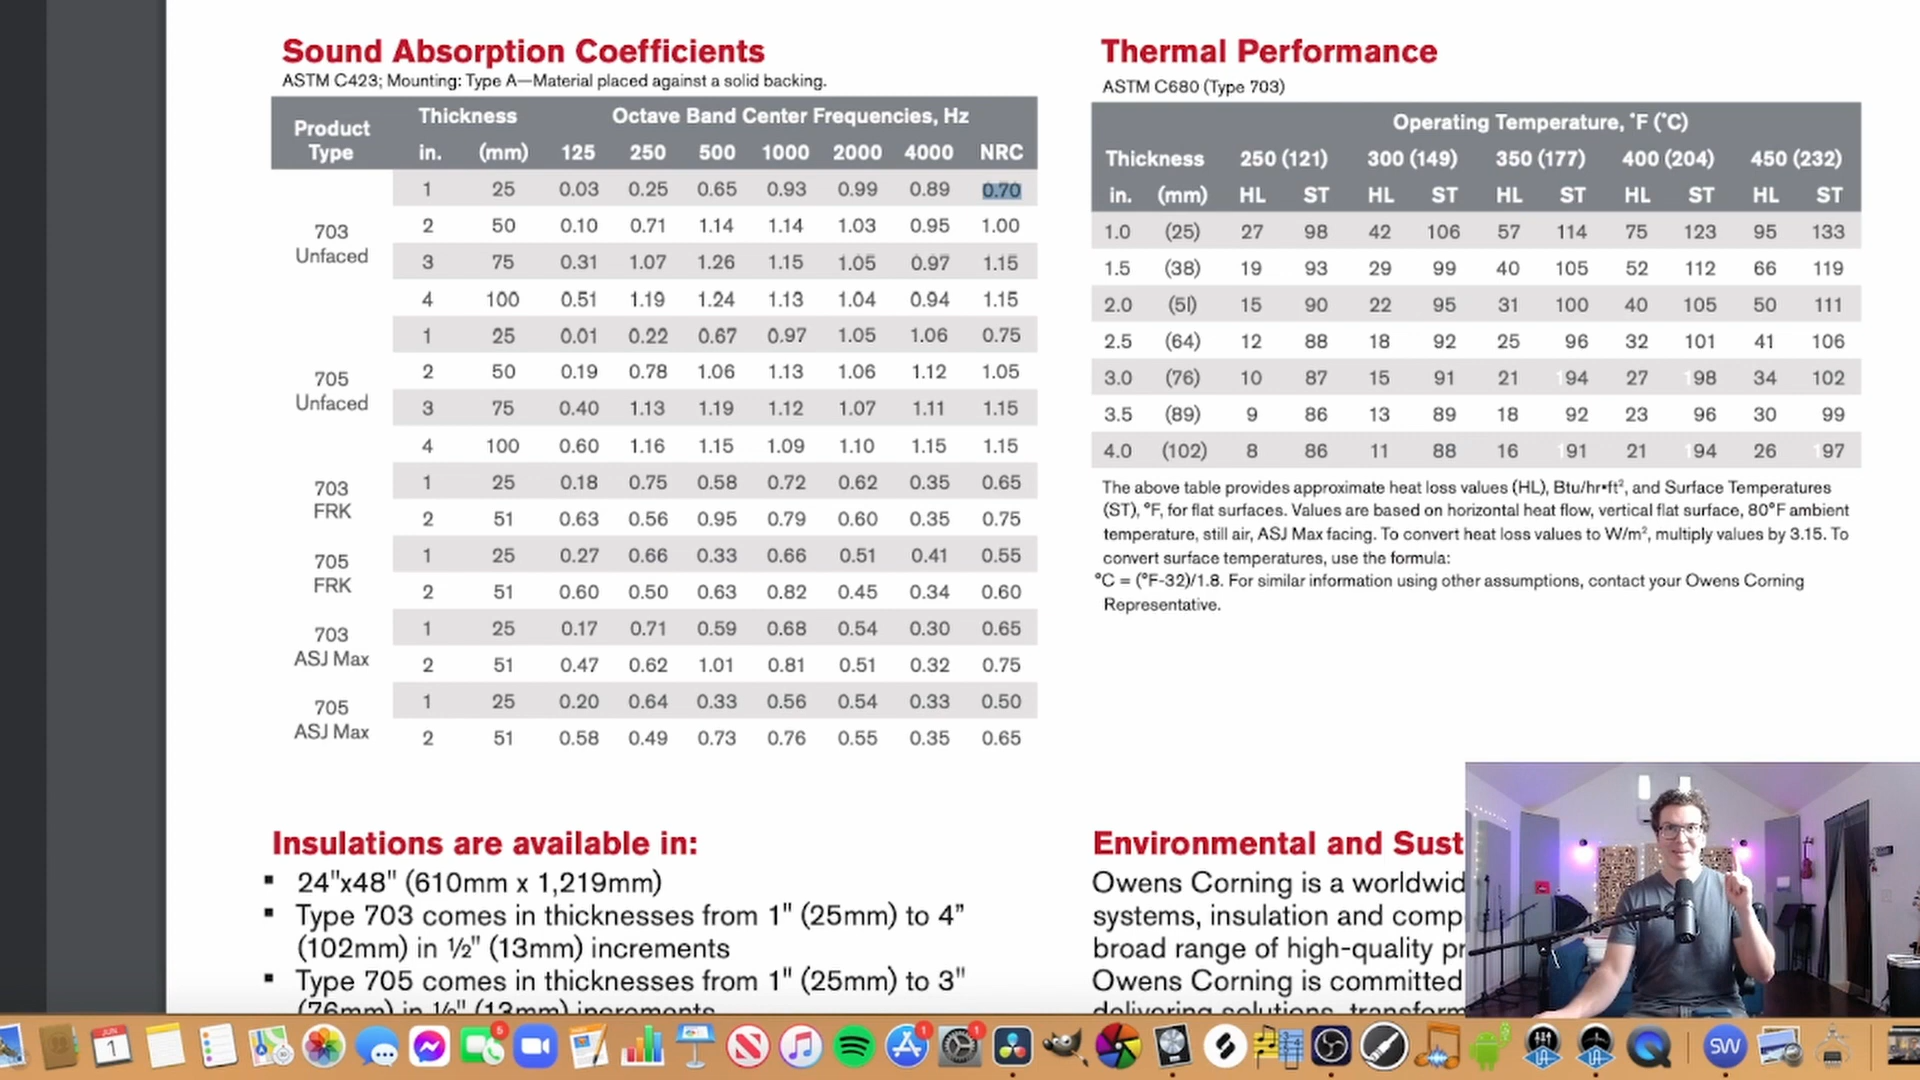 Sound Absorption Coefficients
ASTM C423; Mounting: Type A—Material placed against a solid backing.
Product Type Thickness Octave Band Center Frequencies, Hz
in. (mm) 125 250 500 1000 2000 4000 NRC
703 Unfaced
1 25 0.03 0.25 0.65 0.93 0.99 0.89 0.70
2 50 0.10 0.71 1.14 1.14 1.03 0.95 1.00
3 75 0.31 1.07 1.26 1.15 1.05 0.97 1.15
4 100 0.51 1.19 1.24 1.13 1.04 0.94 1.15
705 Unfaced
1 25 0.01 0.22 0.67 0.97 1.05 1.06 0.75
2 50 0.19 0.78 1.06 1.13 1.06 1.12 1.05
3 75 0.40 1.13 1.19 1.12 1.07 1.11 1.15
4 100 0.60 1.16 1.15 1.09 1.10 1.15 1.15
703 FRK
1 25 0.18 0.75 0.58 0.72 0.62 0.35 0.65
2 51 0.63 0.56 0.95 0.79 0.60 0.35 0.75
705 FRK
1 25 0.27 0.66 0.33 0.66 0.51 0.41 0.55
2 51 0.60 0.50 0.63 0.82 0.45 0.34 0.60
703 ASJ Max
1 25 0.17 0.71 0.59 0.68 0.54 0.30 0.65
2 51 0.47 0.62 1.01 0.81 0.51 0.32 0.75
705 ASJ Max
1 25 0.20 0.64 0.33 0.56 0.54 0.33 0.50
2 51 0.58 0.49 0.73 0.76 0.55 0.35 0.65
Thermal Performance
ASTM C680 (Type 703)
Operating Temperature, °F (°C)
Thickness 250 (121) 300 (149) 350 (177) 400 (204) 450 (232)
in. (mm) HL ST HL ST HL ST HL ST HL ST
1.0 (25) 27 98 42 106 57 114 75 123 95 133
1.5 (38) 19 93 29 99 40 105 52 112 66 119
2.0 (5l) 15 90 22 95 31 100 40 105 50 111
2.5 (64) 12 88 18 92 25 96 32 101 41 106
3.0 (76) 10 87 15 91 21 94 27 98 34 102
3.5 (89) 9 86 13 89 18 92 23 96 30 99
4.0 (102) 8 86 11 88 16 91 21 94 26 97
The above table provides approximate heat loss values (HL), Btu/hr•ft², and Surface Temperatures
(ST), °F, for flat surfaces. Values are based on horizontal heat flow, vertical flat surface, 80°F ambient
temperature, still air, ASJ Max facing. To convert heat loss values to W/m², multiply values by 3.15. To
convert surface temperatures, use the formula:
°C = (°F-32)/1.8. For similar information using other assumptions, contact your Owens Corning
Representative.
Insulations are available in:
▪ 24"x48" (610mm x 1,219mm)
▪ Type 703 comes in thicknesses from 1" (25mm) to 4”
(102mm) in ½" (13mm) increments
▪ Type 705 comes in thicknesses from 1" (25mm) to 3"
(76mm) in ½" (13mm) increments
Environmental and Sust
Owens Corning is a worldwid
systems, insulation and comp
broad range of high-quality pr
Owens Corning is committed
delivering solutions, transform
JUN
1
5
1
1
SW